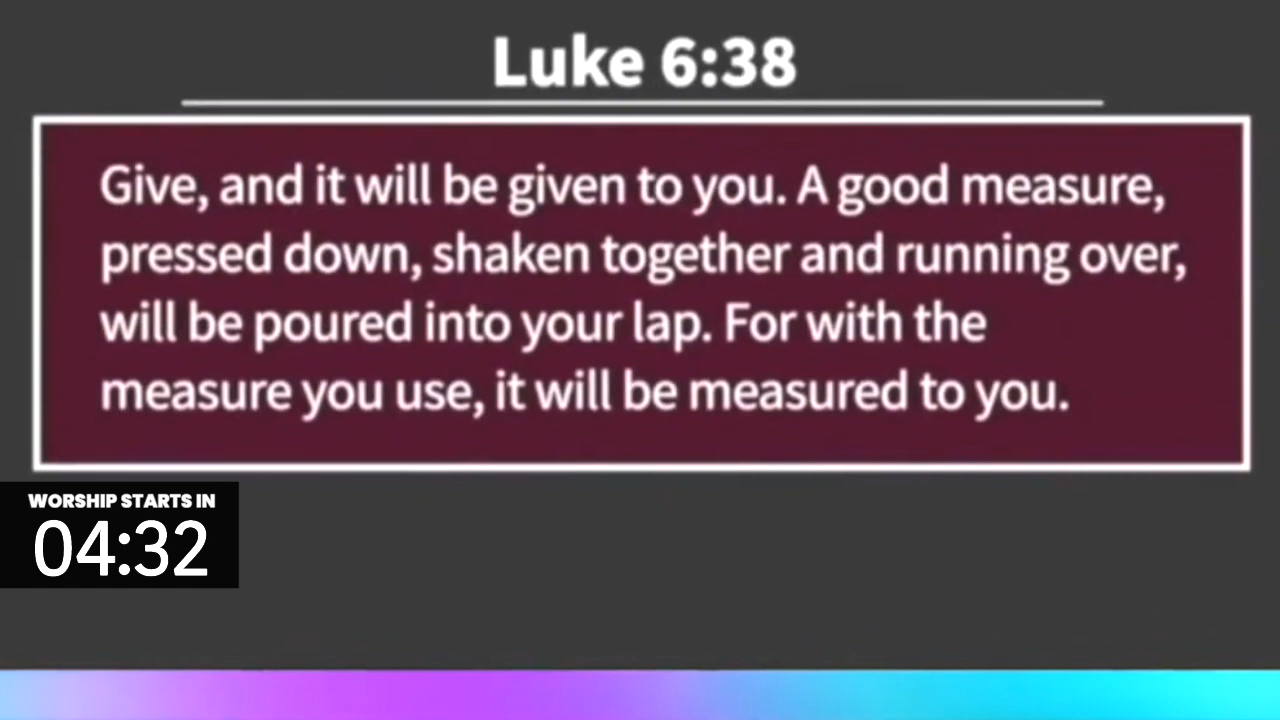 Luke 6:38
Give, and it will be given to you. A good measure,
pressed down, shaken together and running over,
will be poured into your lap. For with the
measure you use, it will be measured to you.
WORSHIP STARTS IN
04:32